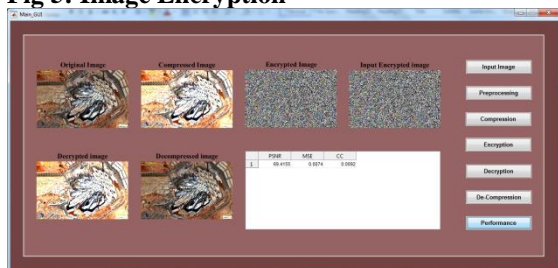 Fig 5: Image Encryption
Main_GUI
Original Image Compressed Image Encrypted Image Input Encrypted image
Input Image
Preprocessing
Compression
Encryption
Decrypted image Decompressed image
PSNR MSE CC
1
Decryption
De-Compression
Performance